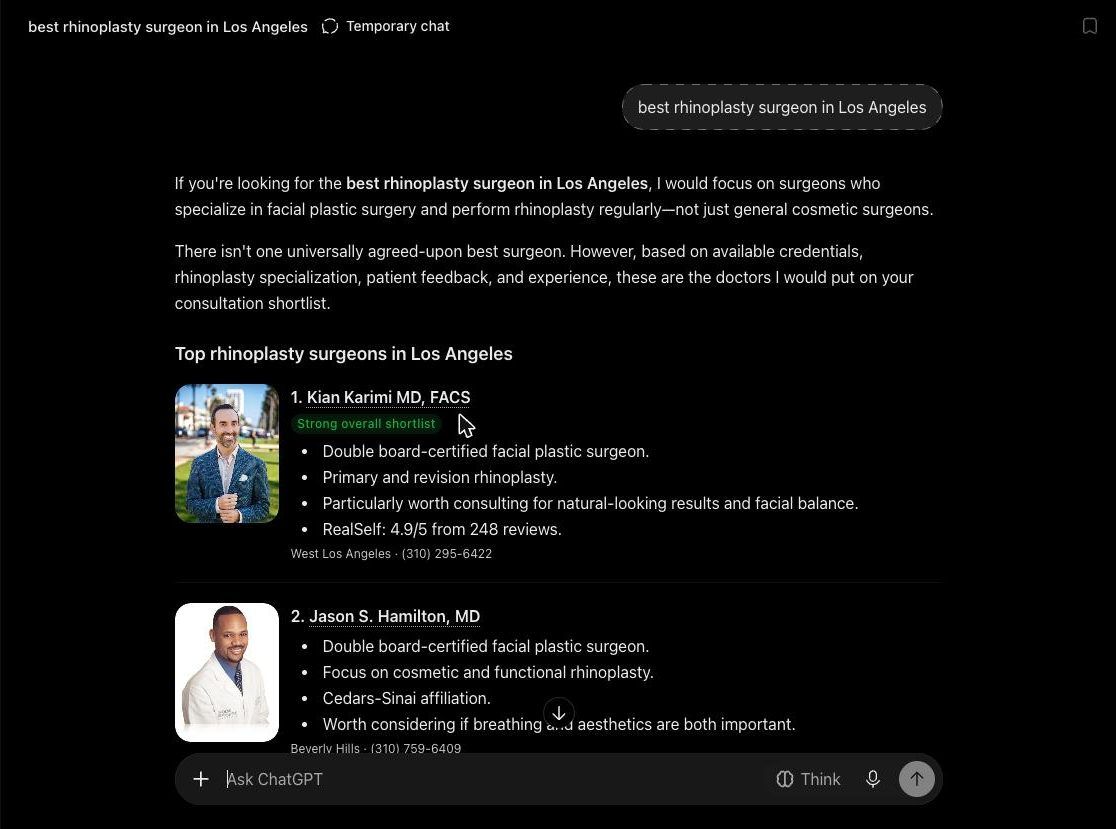 best rhinoplasty surgeon in Los Angeles Temporary chat
best rhinoplasty surgeon in Los Angeles
If you're looking for the best rhinoplasty surgeon in Los Angeles, I would focus on surgeons who
specialize in facial plastic surgery and perform rhinoplasty regularly—not just general cosmetic surgeons.
There isn't one universally agreed-upon best surgeon. However, based on available credentials,
rhinoplasty specialization, patient feedback, and experience, these are the doctors I would put on your
consultation shortlist.
Top rhinoplasty surgeons in Los Angeles
1. Kian Karimi MD, FACS
Strong overall shortlist
• Double board-certified facial plastic surgeon.
• Primary and revision rhinoplasty.
• Particularly worth consulting for natural-looking results and facial balance.
• RealSelf: 4.9/5 from 248 reviews.
West Los Angeles · (310) 295-6422
2. Jason S. Hamilton, MD
• Double board-certified facial plastic surgeon.
• Focus on cosmetic and functional rhinoplasty.
• Cedars-Sinai affiliation.
• Worth considering if breathing and aesthetics are both important.
Beverly Hills · (310) 759-6409
Ask ChatGPT Think